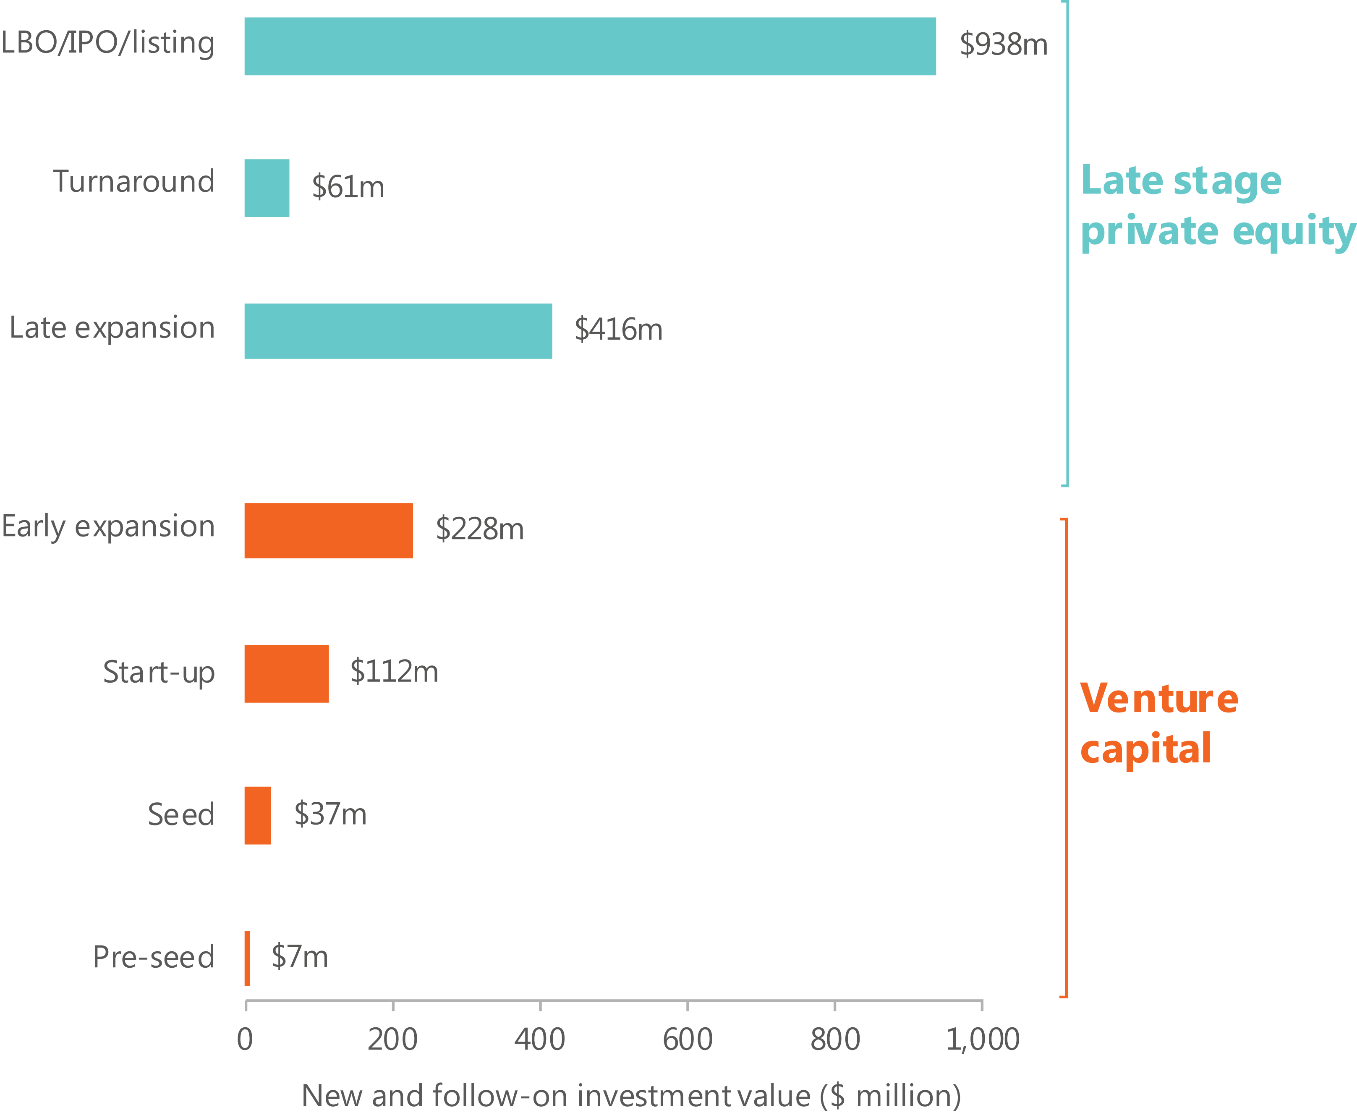 LBO/IPO/listing
$938m
Turnaround
$61m
Late stage
private equity
Late expansion
$416m
Early expansion
$228m
Start-up
$112m
Venture
capital
Seed
$37m
Pre-seed
$7m
0 200 400 600 800 1,000
New and follow-on investment value ($ million)